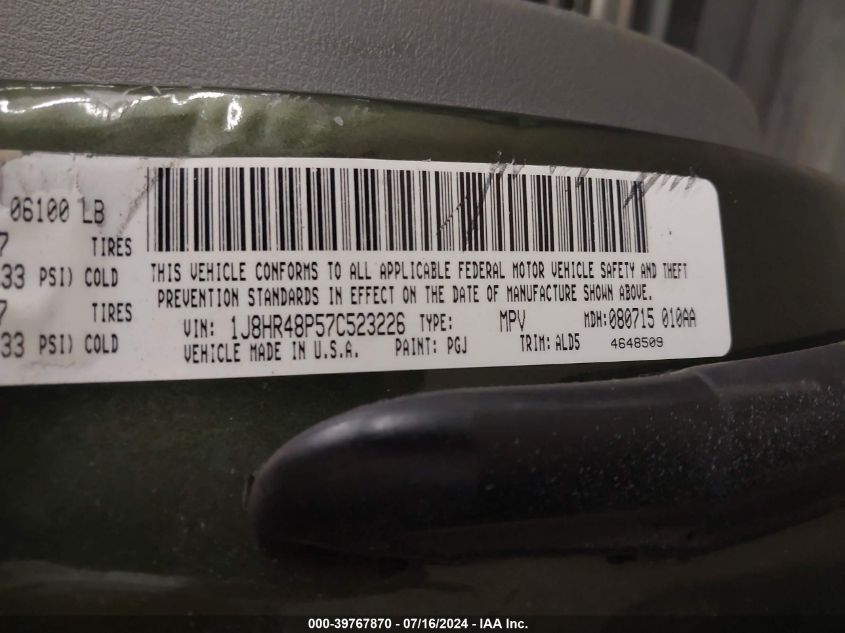 06100 LB
7 TIRES
33 PSI) COLD
7 TIRES
33 PSI) COLD
THIS VEHICLE CONFORMS TO ALL APPLICABLE FEDERAL MOTOR VEHICLE SAFETY AND THEFT
PREVENTION STANDARDS IN EFFECT ON THE DATE OF MANUFACTURE SHOWN ABOVE.
VIN: 1J8HR48P57C523226 TYPE: MPV MDH: 080715 010AA
VEHICLE MADE IN U.S.A. PAINT: PGJ TRIM: ALD5 4648509
000-39767870 - 07/16/2024 - IAA Inc.